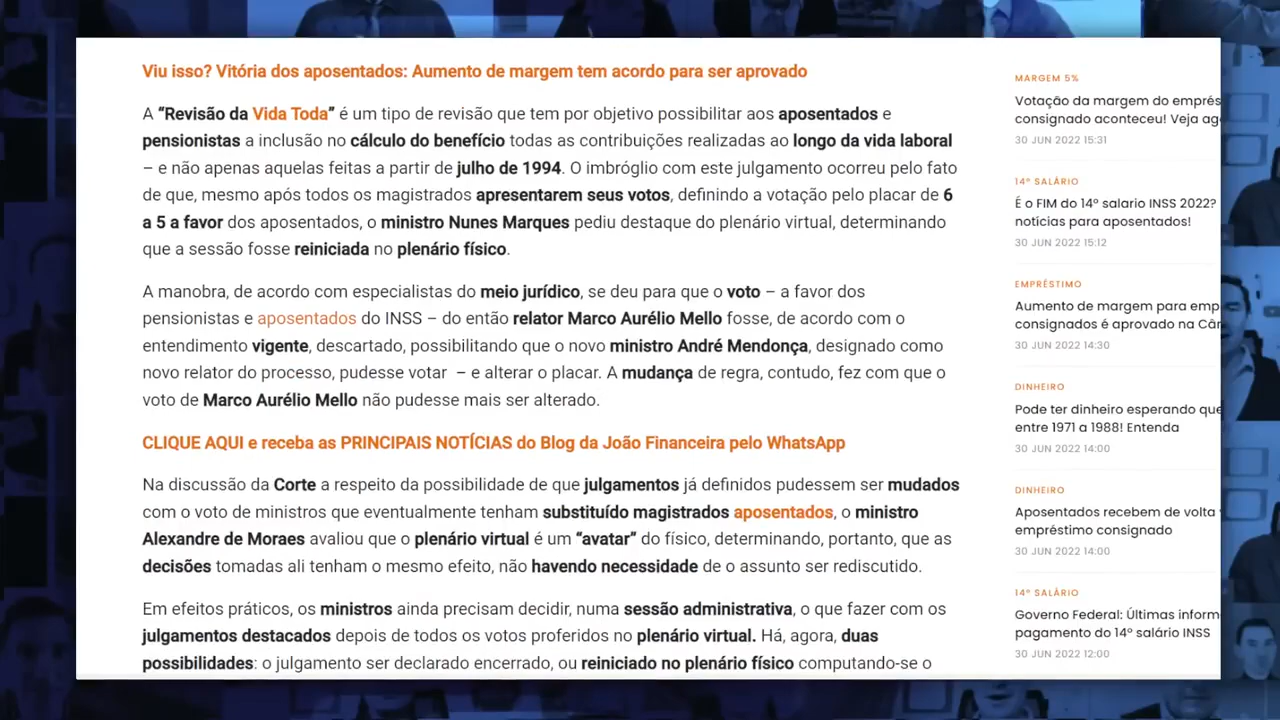 Viu isso? Vitória dos aposentados: Aumento de margem tem acordo para ser aprovado
A “Revisão da Vida Toda” é um tipo de revisão que tem por objetivo possibilitar aos aposentados e
pensionistas a inclusão no cálculo do benefício todas as contribuições realizadas ao longo da vida laboral
– e não apenas aquelas feitas a partir de julho de 1994. O imbróglio com este julgamento ocorreu pelo fato
de que, mesmo após todos os magistrados apresentarem seus votos, definindo a votação pelo placar de 6
a 5 a favor dos aposentados, o ministro Nunes Marques pediu destaque do plenário virtual, determinando
que a sessão fosse reiniciada no plenário físico.
A manobra, de acordo com especialistas do meio jurídico, se deu para que o voto – a favor dos
pensionistas e aposentados do INSS – do então relator Marco Aurélio Mello fosse, de acordo com o
entendimento vigente, descartado, possibilitando que o novo ministro André Mendonça, designado como
novo relator do processo, pudesse votar – e alterar o placar. A mudança de regra, contudo, fez com que o
voto de Marco Aurélio Mello não pudesse mais ser alterado.
CLIQUE AQUI e receba as PRINCIPAIS NOTÍCIAS do Blog da João Financeira pelo WhatsApp
Na discussão da Corte a respeito da possibilidade de que julgamentos já definidos pudessem ser mudados
com o voto de ministros que eventualmente tenham substituído magistrados aposentados, o ministro
Alexandre de Moraes avaliou que o plenário virtual é um “avatar” do físico, determinando, portanto, que as
decisões tomadas ali tenham o mesmo efeito, não havendo necessidade de o assunto ser rediscutido.
Em efeitos práticos, os ministros ainda precisam decidir, numa sessão administrativa, o que fazer com os
julgamentos destacados depois de todos os votos proferidos no plenário virtual. Há, agora, duas
possibilidades: o julgamento ser declarado encerrado, ou reiniciado no plenário físico computando-se o
MARGEM 5%
Votação da margem do emprés
consignado aconteceu! Veja ag
30 JUN 2022 15:31
14º SALÁRIO
É o FIM do 14º salario INSS 2022?
notícias para aposentados!
30 JUN 2022 15:12
EMPRÉSTIMO
Aumento de margem para emp
consignados é aprovado na Câ
30 JUN 2022 14:30
DINHEIRO
Pode ter dinheiro esperando que
entre 1971 a 1988! Entenda
30 JUN 2022 14:00
DINHEIRO
Aposentados recebem de volta
empréstimo consignado
30 JUN 2022 14:00
14º SALÁRIO
Governo Federal: Últimas inform
pagamento do 14º salário INSS
30 JUN 2022 12:00